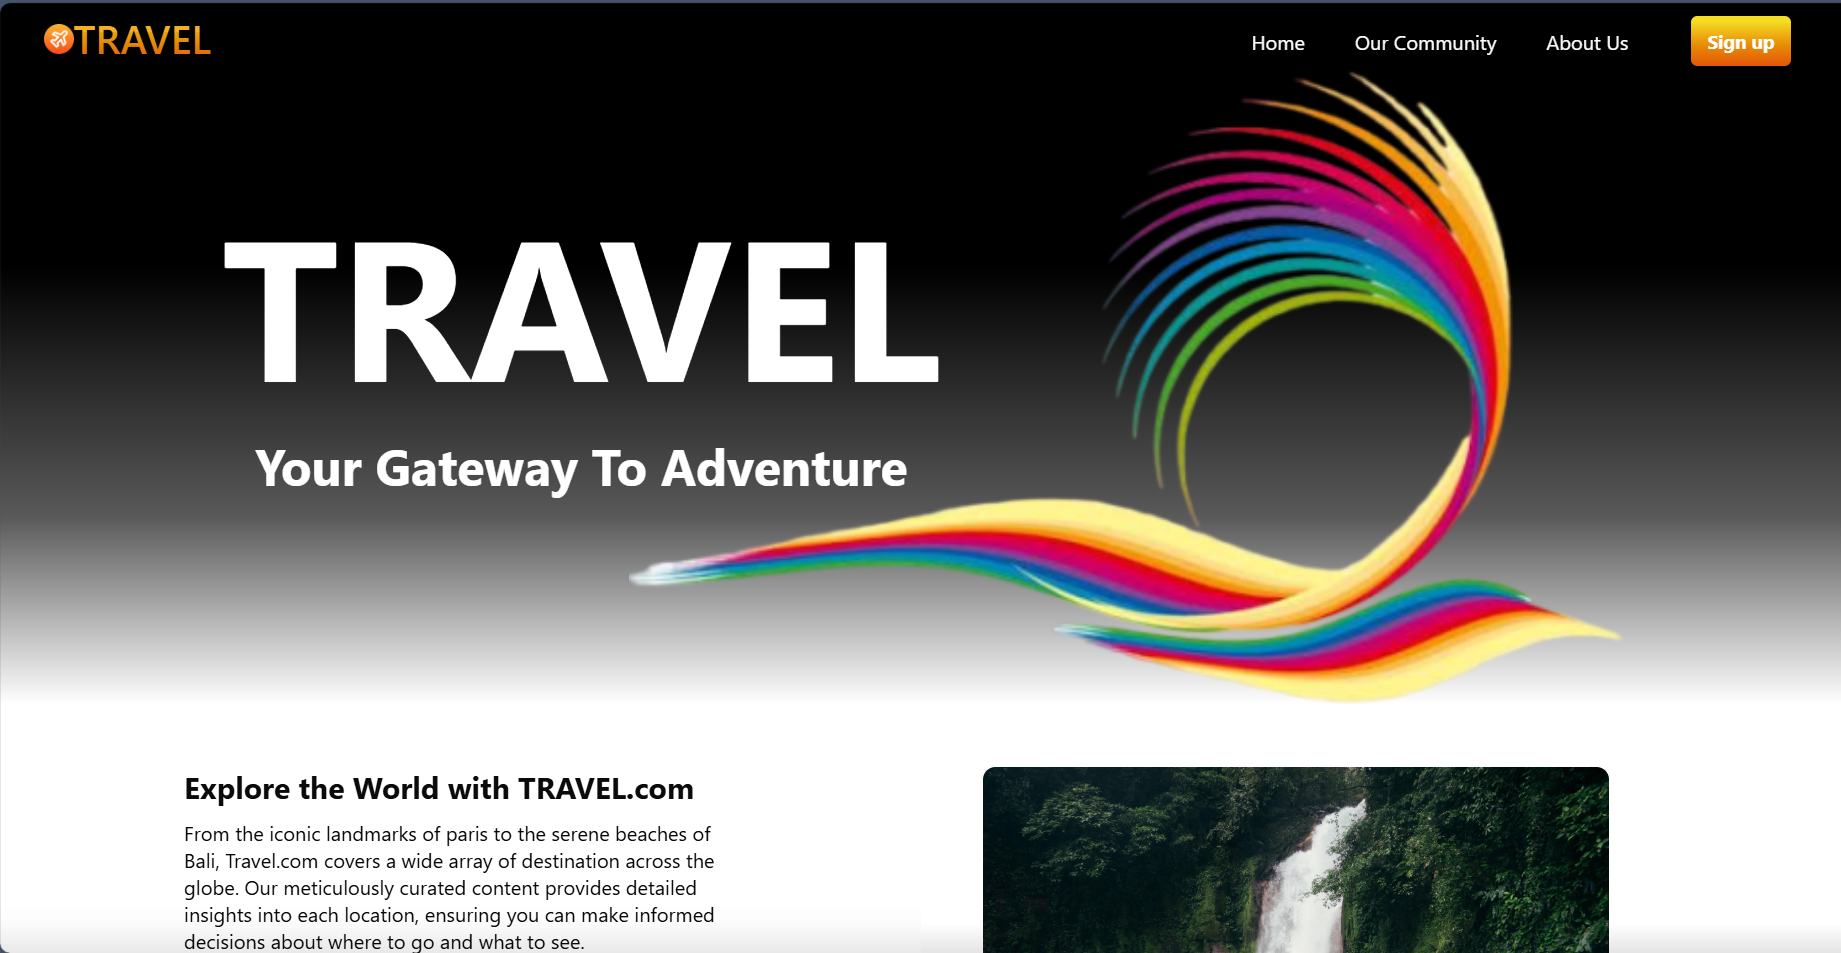 TRAVEL
Home
Our Community
About Us
Sign up
TRAVEL
Your Gateway To Adventure
Explore the World with TRAVEL.com
From the iconic landmarks of paris to the serene beaches of
Bali, Travel.com covers a wide array of destination across the
globe. Our meticulously curated content provides detailed
insights into each location, ensuring you can make informed
decisions about where to go and what to see.